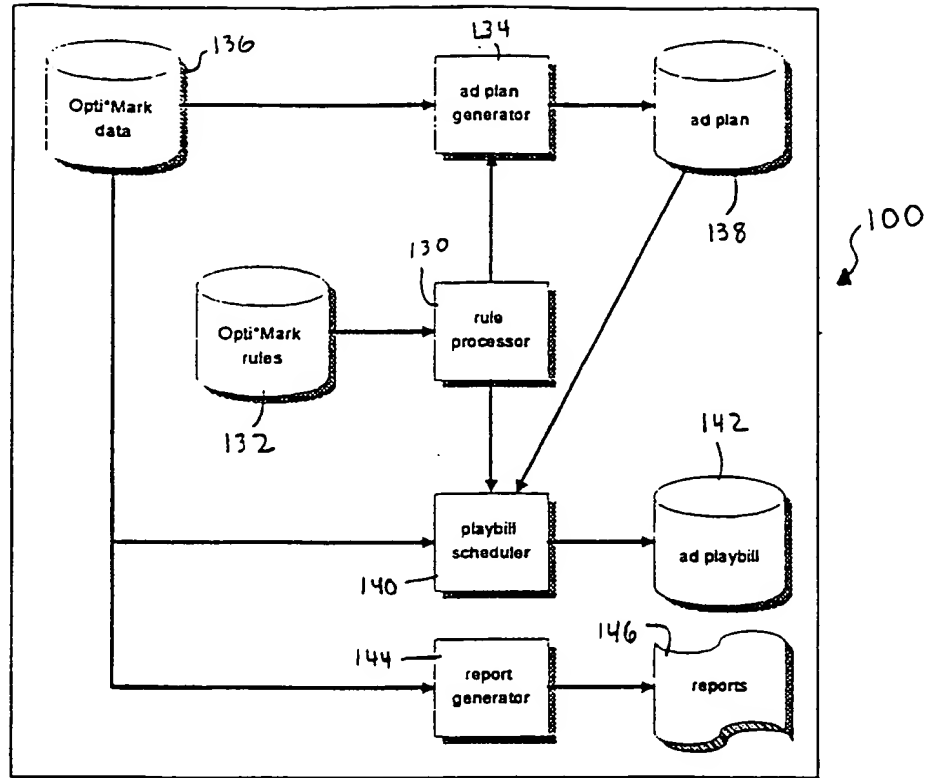 136
Opti*Mark
data
134
ad plan
generator
ad plan
138
100
130
rule
processor
Opti*Mark
rules
132
142
playbill
scheduler
140
ad playbill
144
report
generator
146
reports